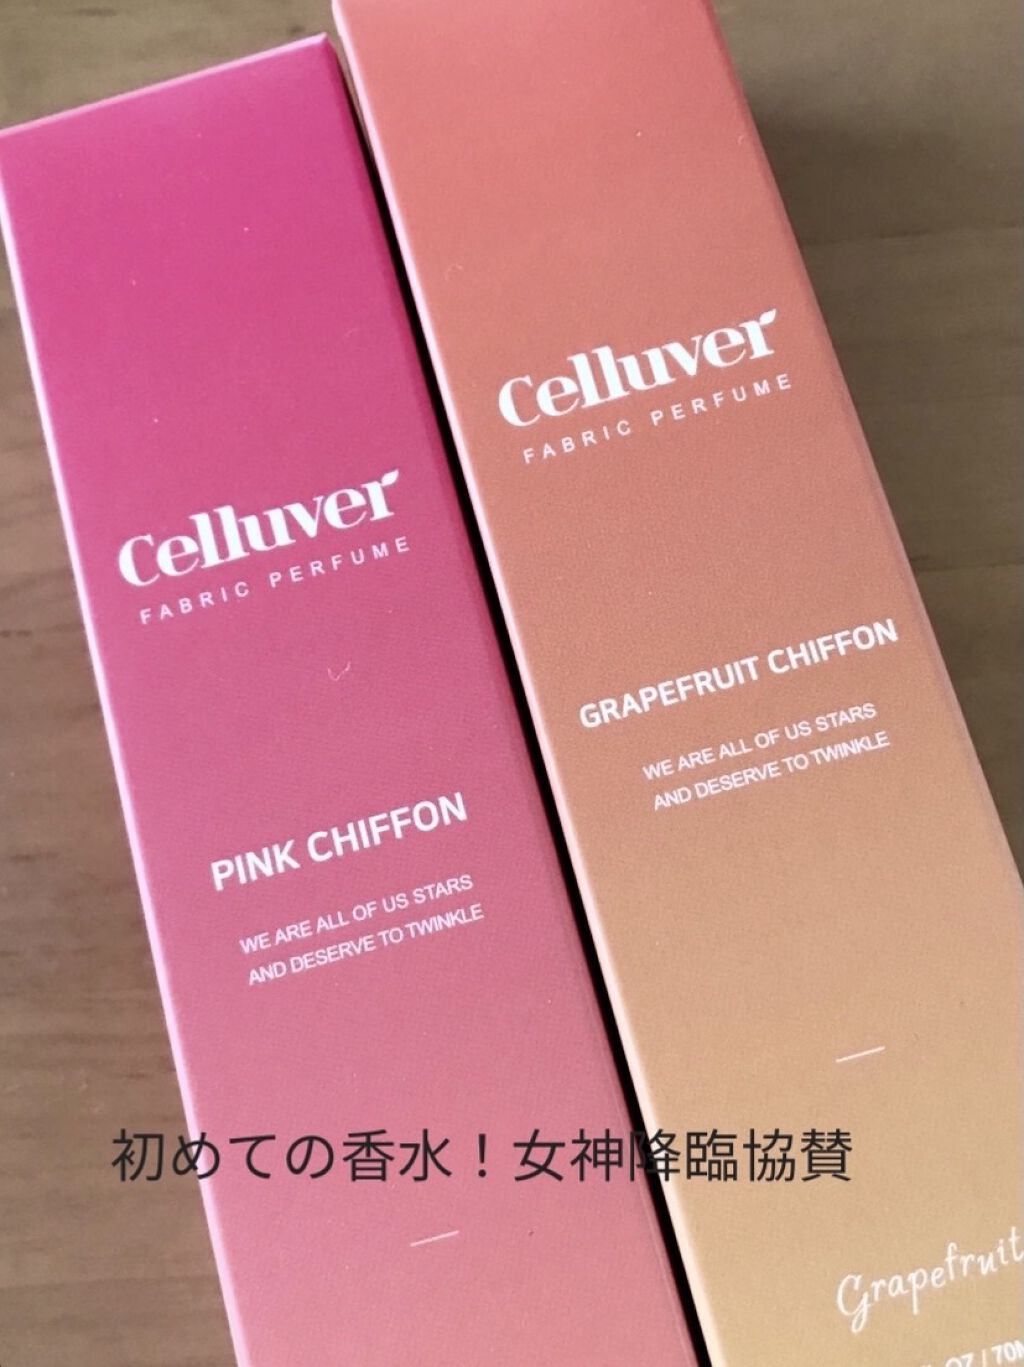 Celluver
FABRIC PERFUME
PINK CHIFFON
WE ARE ALL OF US STARS
AND DESERVE TO TWINKLE
Celluver
FABRIC PERFUME
GRAPEFRUIT CHIFFON
WE ARE ALL OF US STARS
AND DESERVE TO TWINKLE
初めての香水！女神降臨協賛
Grapefruit